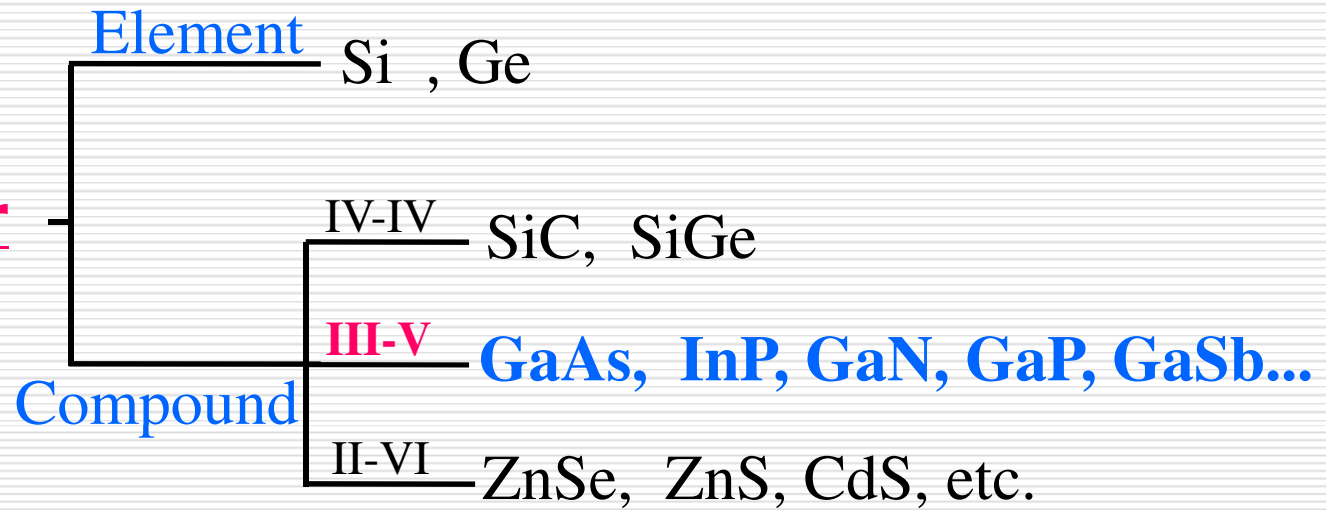 Element
Si , Ge
IV-IV
SiC, SiGe
III-V
GaAs, InP, GaN, GaP, GaSb...
Compound
II-VI
ZnSe, ZnS, CdS, etc.